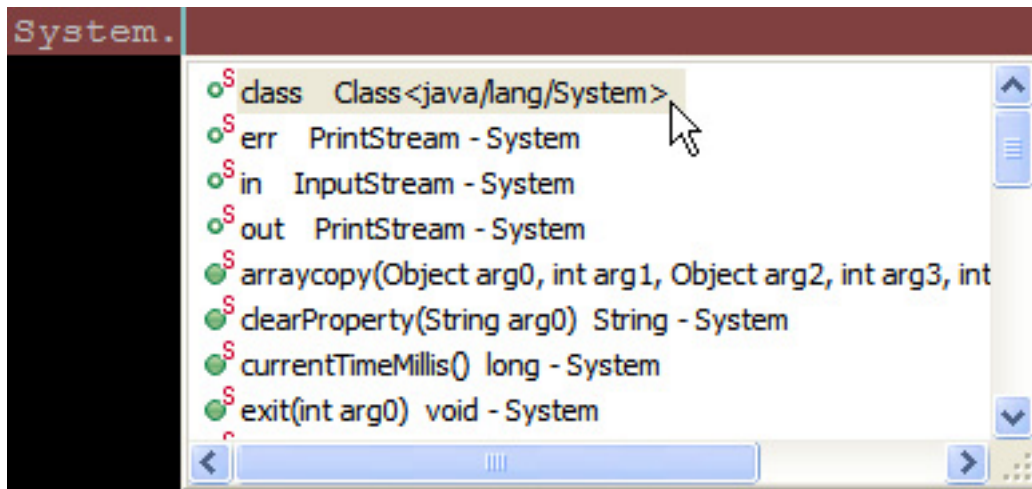 System.
S class Class<java/lang/System>
S err PrintStream - System
S in InputStream - System
S out PrintStream - System
S arraycopy(Object arg0, int arg1, Object arg2, int arg3, int
S clearProperty(String arg0) String - System
S currentTimeMillis() long - System
S exit(int arg0) void - System